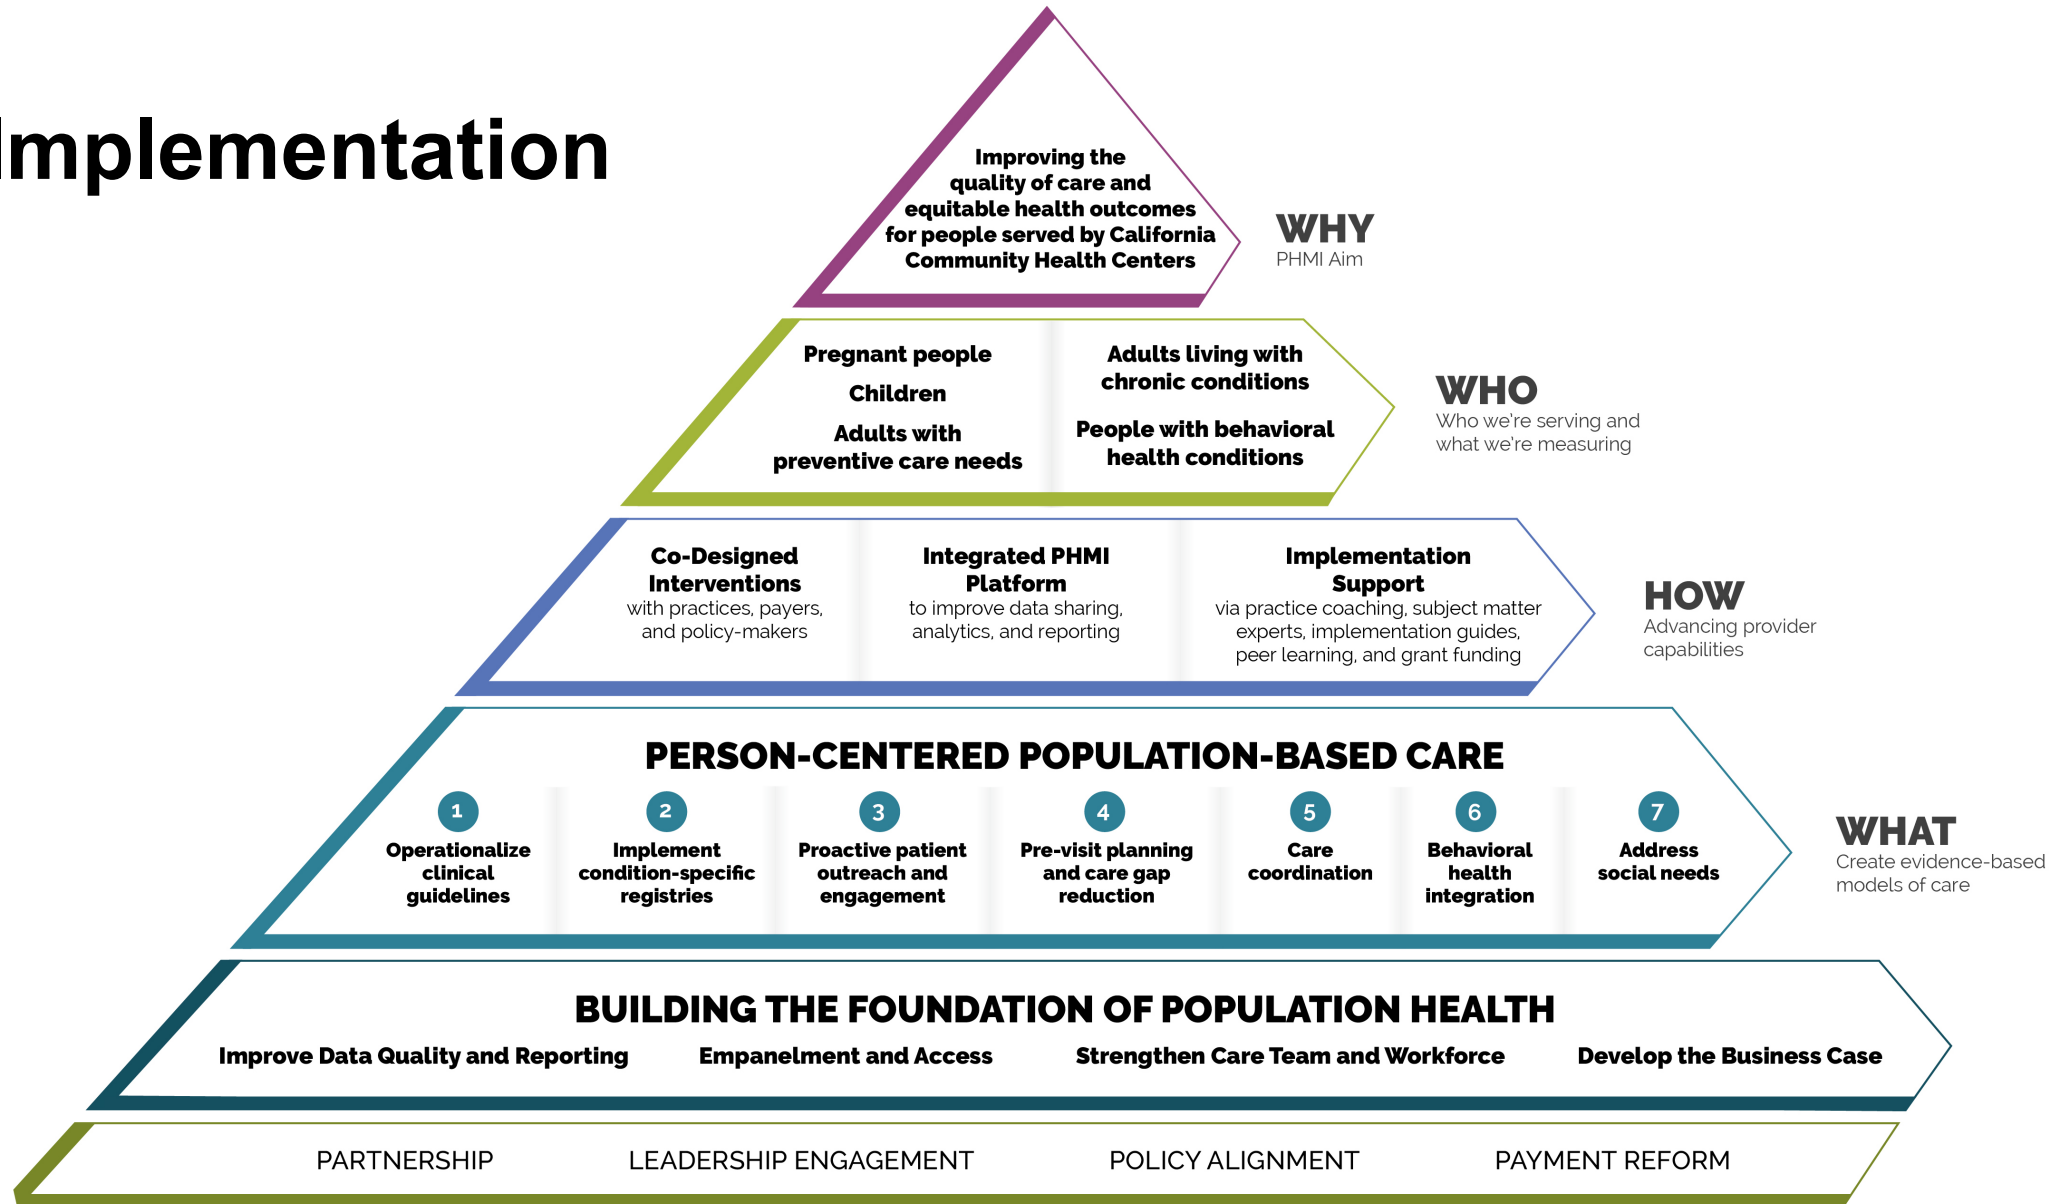 Implementation
Improving the
quality of care and
equitable health outcomes
for people served by California
Community Health Centers
WHY
PHMI Aim
Pregnant people
Children
Adults with
preventive care needs
Adults living with
chronic conditions
People with behavioral
health conditions
WHO
Who we're serving and
what we're measuring
Co-Designed
Interventions
with practices, payers,
and policy-makers
Integrated PHMI
Platform
to improve data sharing,
analytics, and reporting
Implementation
Support
via practice coaching, subject matter
experts, implementation guides,
peer learning, and grant funding
HOW
Advancing provider
capabilities
PERSON-CENTERED POPULATION-BASED CARE
1
Operationalize
clinical
guidelines
2
Implement
condition-specific
registries
3
Proactive patient
outreach and
engagement
4
Pre-visit planning
and care gap
reduction
5
Care
coordination
6
Behavioral
health
integration
7
Address
social needs
WHAT
Create evidence-based
models of care
BUILDING THE FOUNDATION OF POPULATION HEALTH
Improve Data Quality and Reporting
Empanelment and Access
Strengthen Care Team and Workforce
Develop the Business Case
PARTNERSHIP
LEADERSHIP ENGAGEMENT
POLICY ALIGNMENT
PAYMENT REFORM